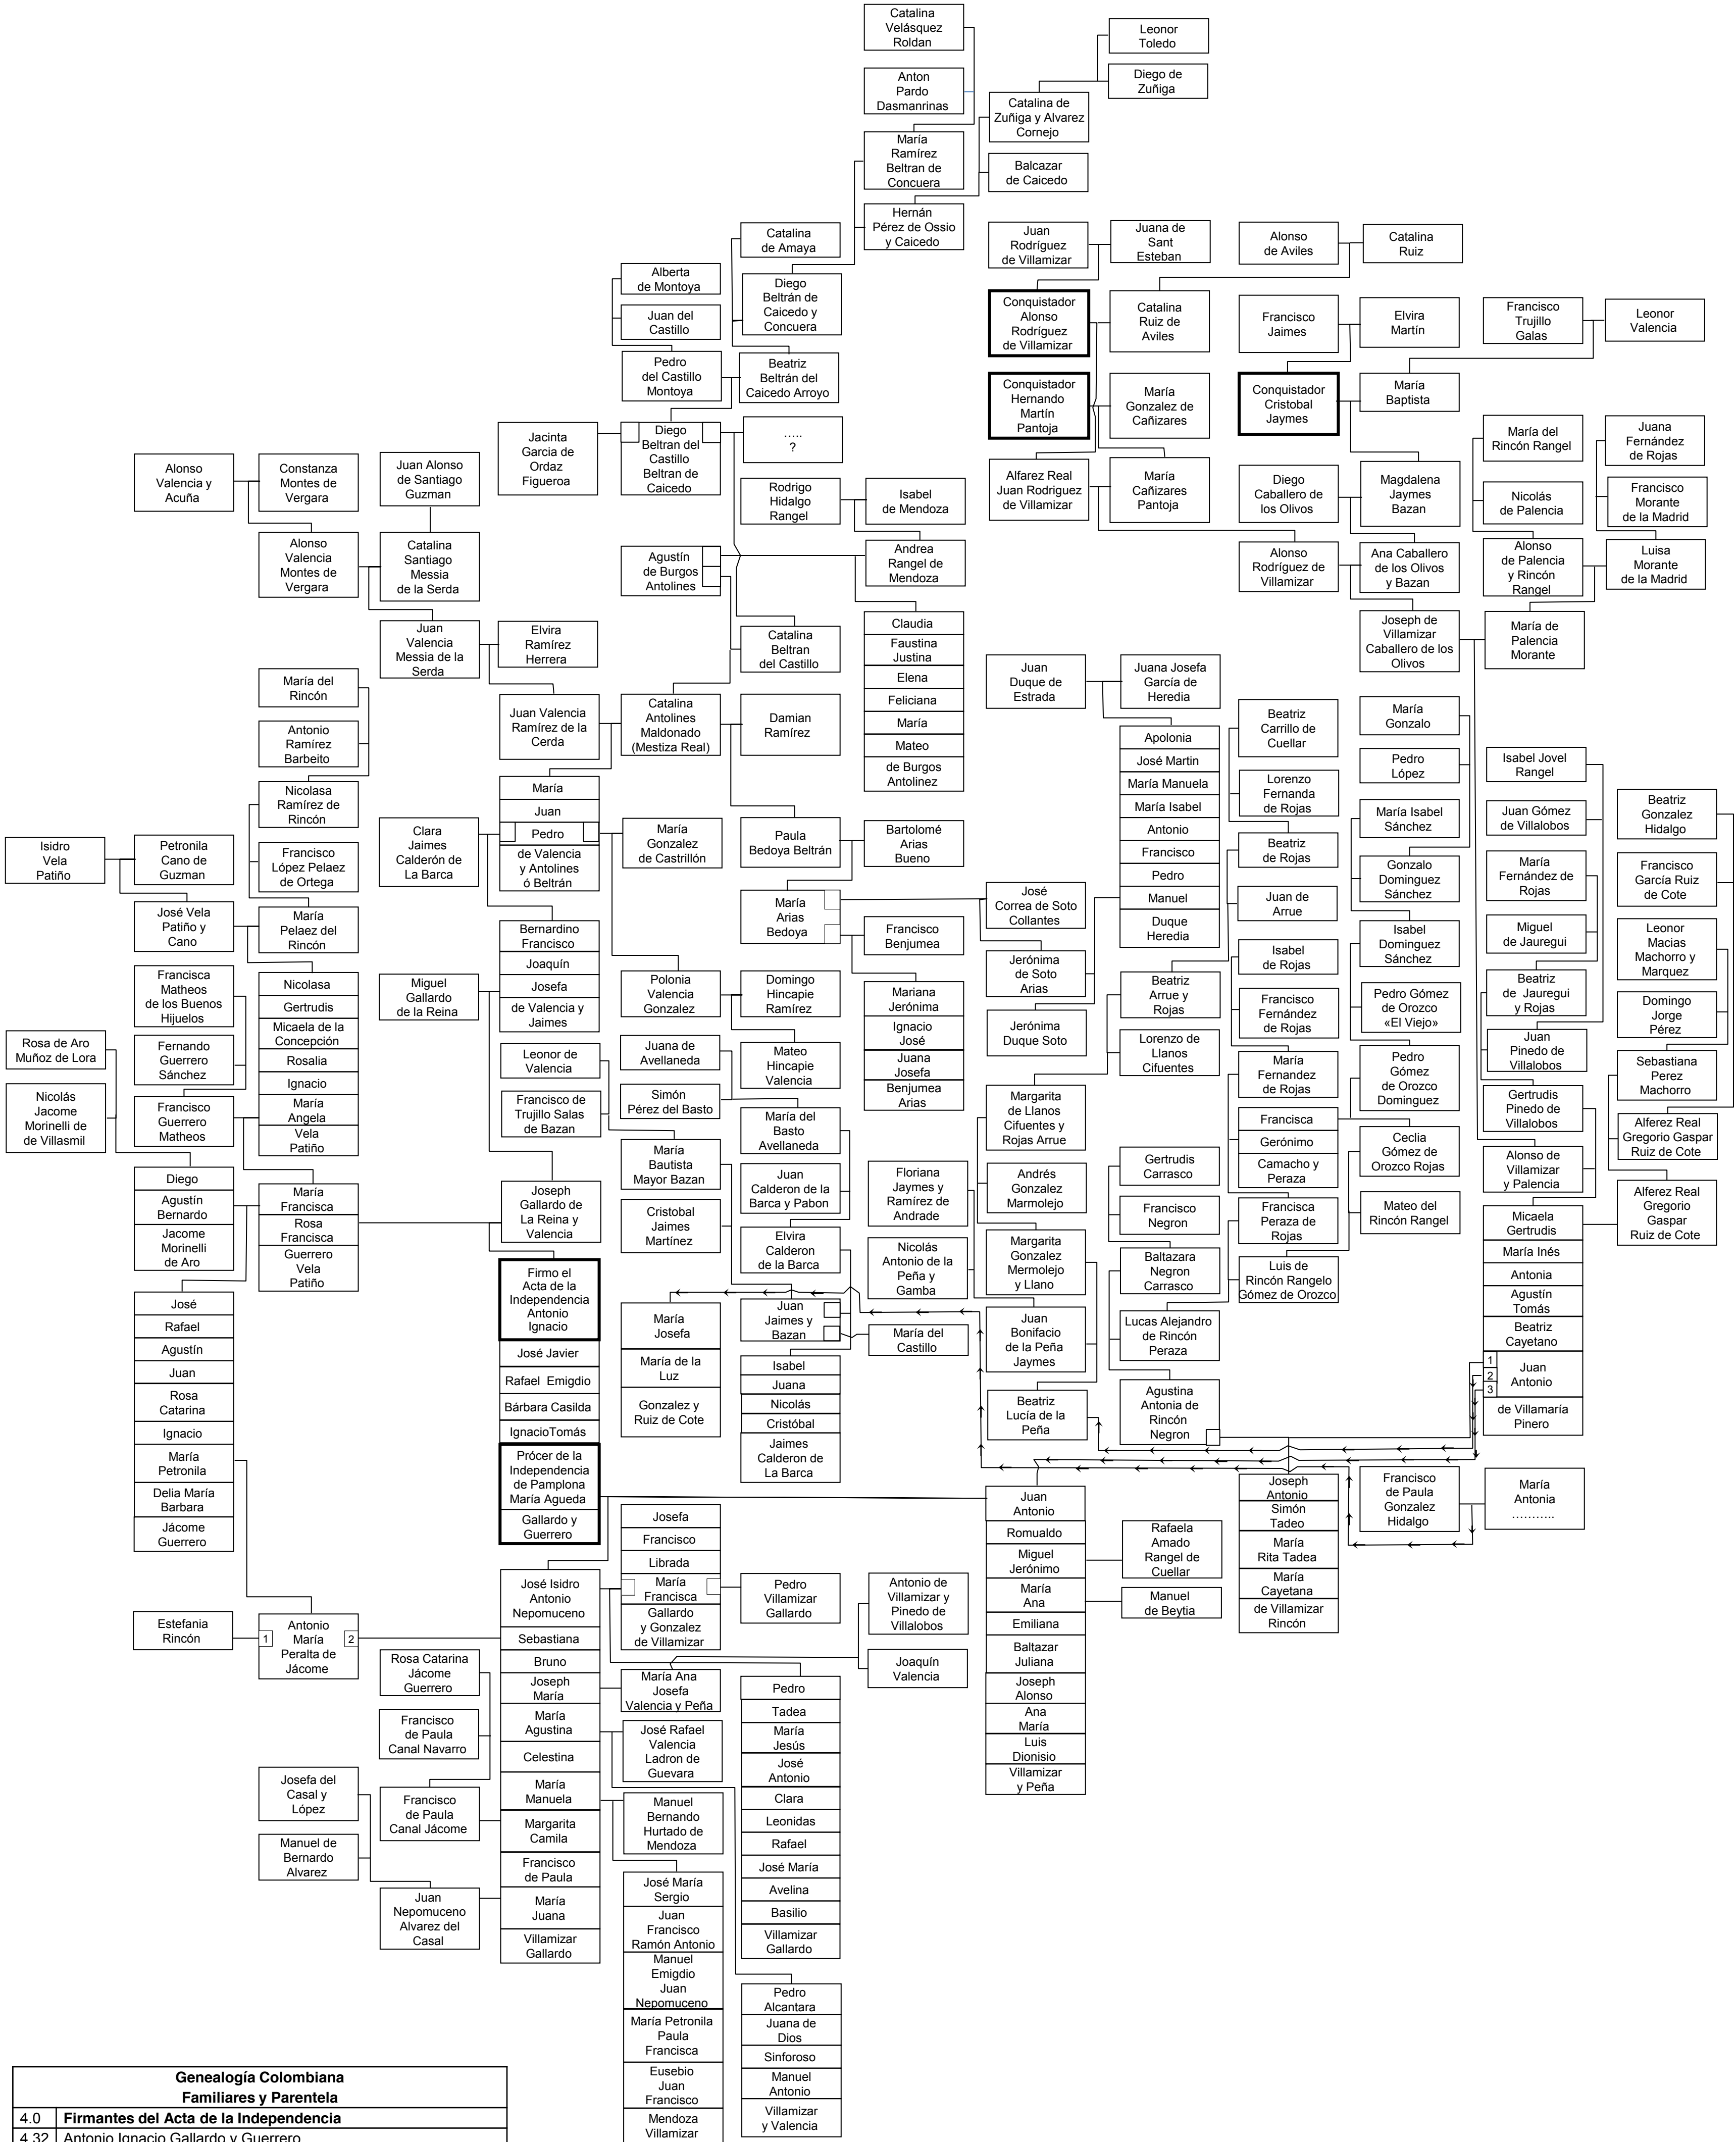 Catalina
Velásquez
Roldan
Leonor
Toledo
Anton
Pardo
Dasmanrinas
Diego de
Zuñiga
Catalina de
Zuñiga y Alvarez
Cornejo
María
Ramírez
Beltran de
Concuera
Balcazar
de Caicedo
Hernán
Pérez de Ossio
y Caicedo
Catalina
de Amaya
Juan
Rodríguez
de Villamizar
Juana de
Sant
Esteban
Alonso
de Aviles
Catalina
Ruiz
Alberta
de Montoya
Juan del
Castillo
Diego
Beltrán de
Caicedo y
Concuera
Conquistador
Alonso
Rodríguez
de Villamizar
Catalina
Ruiz de
Aviles
Francisco
Jaimes
Elvira
Martín
Francisco
Trujillo
Galas
Leonor
Valencia
Pedro
del Castillo
Montoya
Beatriz
Beltrán del
Caicedo Arroyo
Conquistador
Hernando
Martín
Pantoja
María
Gonzalez de
Cañizares
Conquistador
Cristobal
Jaymes
María
Baptista
Jacinta
Garcia de
Ordaz
Figueroa
Diego
Beltran del
Castillo
Beltran de
Caicedo
…..
?
María del
Rincón Rangel
Juana
Fernández
de Rojas
Alonso
Valencia y
Acuña
Constanza
Montes de
Vergara
Juan Alonso
de Santiago
Guzman
Rodrigo
Hidalgo
Rangel
Isabel
de Mendoza
Alfarez Real
Juan Rodriguez
de Villamizar
María
Cañizares
Pantoja
Diego
Caballero de
los Olivos
Magdalena
Jaymes
Bazan
Nicolás
de Palencia
Francisco
Morante
de la Madrid
Alonso
Valencia
Montes de
Vergara
Catalina
Santiago
Messia
de la Serda
Agustín
de Burgos
Antolines
Andrea
Rangel de
Mendoza
Alonso
Rodríguez de
Villamizar
Ana Caballero
de los Olivos
y Bazan
Alonso
de Palencia
y Rincón
Rangel
Luisa
Morante
de la Madrid
Juan
Valencia
Messia de la
Serda
Elvira
Ramírez
Herrera
Catalina
Beltran
del Castillo
Claudia
Faustina
Justina
Elena
Feliciana
María
Mateo
de Burgos
Antolinez
Joseph de
Villamizar
Caballero de los
Olivos
María de
Palencia
Morante
María del
Rincón
Antonio
Ramírez
Barbeito
Juan Valencia
Ramírez de la
Cerda
Catalina
Antolines
Maldonado
(Mestiza Real)
Damian
Ramírez
Juan
Duque de
Estrada
Juana Josefa
García de
Heredia
Apolonia
José Martin
María Manuela
María Isabel
Antonio
Francisco
Pedro
Manuel
Duque
Heredia
Beatriz
Carrillo de
Cuellar
Lorenzo
Fernanda
de Rojas
María
Gonzalo
Pedro
López
Isabel Jovel
Rangel
Nicolasa
Ramírez de
Rincón
Francisco
López Pelaez
de Ortega
María
Juan
Pedro
de Valencia
y Antolines
ó Beltrán
Clara
Jaimes
Calderón de
La Barca
María
Gonzalez
de Castrillón
Paula
Bedoya Beltrán
Bartolomé
Arias
Bueno
Beatriz
de Rojas
Juan de
Arrue
María Isabel
Sánchez
Gonzalo
Dominguez
Sánchez
Juan Gómez
de Villalobos
María
Fernández de
Rojas
Beatriz
Gonzalez
Hidalgo
Francisco
García Ruiz
de Cote
Isidro
Vela
Patiño
Petronila
Cano de
Guzman
José Vela
Patiño y
Cano
María
Pelaez del
Rincón
María
Arias
Bedoya
José
Correa de Soto
Collantes
Francisco
Benjumea
Jerónima
de Soto
Arias
Isabel
de Rojas
Isabel
Dominguez
Sánchez
Miguel
de Jauregui
Leonor
Macias
Machorro y
Marquez
Francisca
Matheos
de los Buenos
Hijuelos
Nicolasa
Gertrudis
Micaela de la
Concepción
Rosalia
Ignacio
María
Angela
Vela
Patiño
Miguel
Gallardo
de la Reina
Bernardino
Francisco
Joaquín
Josefa
de Valencia y
Jaimes
Polonia
Valencia
Gonzalez
Domingo
Hincapie
Ramírez
Mariana
Jerónima
Ignacio
José
Juana
Josefa
Benjumea
Arias
Jerónima
Duque Soto
Beatriz
Arrue y
Rojas
Lorenzo de
Llanos
Cifuentes
Francisco
Fernández
de Rojas
Pedro Gómez
de Orozco
«El Viejo»
Beatriz
de Jauregui
y Rojas
Domingo
Jorge
Pérez
Rosa de Aro
Muñoz de Lora
Fernando
Guerrero
Sánchez
Leonor de
Valencia
Juana de
Avellaneda
Mateo
Hincapie
Valencia
María
Fernandez
de Rojas
Pedro
Gómez
de Orozco
Dominguez
Juan
Pinedo de
Villalobos
Sebastiana
Perez
Machorro
Nicolás
Jacome
Morinelli de
de Villasmil
Francisco
Guerrero
Matheos
Francisco de
Trujillo Salas
de Bazan
Simón
Pérez del Basto
María del
Basto
Avellaneda
Margarita
de Llanos
Cifuentes y
Rojas Arrue
Francisca
Gerónimo
Camacho y
Peraza
Gertrudis
Pinedo de
Villalobos
Alferez Real
Gregorio Gaspar
Ruiz de Cote
María
Bautista
Mayor Bazan
Gertrudis
Carrasco
Ceclia
Gómez de
Orozco Rojas
Alonso de
Villamizar
y Palencia
Diego
Agustín
Bernardo
Jacome
Morinelli
de Aro
María
Francisca
Rosa
Francisca
Guerrero
Vela
Patiño
Joseph
Gallardo de
La Reina y
Valencia
Juan
Calderon de la
Barca y Pabon
Floriana
Jaymes y
Ramírez de
Andrade
Andrés
Gonzalez
Marmolejo
Francisco
Negron
Francisca
Peraza de
Rojas
Mateo del
Rincón Rangel
Alferez Real
Gregorio
Gaspar
Ruiz de Cote
Cristobal
Jaimes
Martínez
Elvira
Calderon
de la Barca
Nicolás
Antonio de la
Peña y
Gamba
Margarita
Gonzalez
Mermolejo
y Llano
Baltazara
Negron
Carrasco
Luis de
Rincón Rangelo
Gómez de Orozco
Micaela
Gertrudis
María Inés
Antonia
Agustín
Tomás
Beatriz
Cayetano
1
2
3
Juan
Antonio
de Villamaría
Pinero
Firmo el
Acta de la
Independencia
Antonio
Ignacio
José Javier
Rafael Emigdio
Bárbara Casilda
IgnacioTomás
Prócer de la
Independencia
de Pamplona
María Agueda
Gallardo y
Guerrero
José
Rafael
Agustín
Juan
Rosa
Catarina
Ignacio
María
Petronila
Delia María
Barbara
Jácome
Guerrero
María
Josefa
María de la
Luz
Gonzalez y
Ruiz de Cote
Juan
Jaimes y
Bazan
María del
Castillo
Isabel
Juana
Nicolás
Cristóbal
Jaimes
Calderon de
La Barca
Juan
Bonifacio
de la Peña
Jaymes
Lucas Alejandro
de Rincón
Peraza
Beatriz
Lucía de la
Peña
Agustina
Antonia de
Rincón
Negron
Juan
Antonio
Romualdo
Miguel
Jerónimo
María
Ana
Emiliana
Baltazar
Juliana
Joseph
Alonso
Ana
María
Luis
Dionisio
Villamizar
y Peña
Joseph
Antonio
Simón
Tadeo
María
Rita Tadea
María
Cayetana
de Villamizar
Rincón
Francisco
de Paula
Gonzalez
Hidalgo
María
Antonia
………..
Rafaela
Amado
Rangel de
Cuellar
Manuel
de Beytia
Josefa
Francisco
Librada
María
Francisca
Gallardo
y Gonzalez
de Villamizar
Pedro
Villamizar
Gallardo
Antonio de
Villamizar y
Pinedo de
Villalobos
Joaquín
Valencia
Estefania
Rincón
1
Antonio
María
Peralta de
Jácome
2
José Isidro
Antonio
Nepomuceno
Sebastiana
Bruno
Joseph
María
María
Agustina
Celestina
María
Manuela
Margarita
Camila
Francisco
de Paula
María
Juana
Villamizar
Gallardo
Rosa Catarina
Jácome
Guerrero
Francisco
de Paula
Canal Navarro
María Ana
Josefa
Valencia y Peña
José Rafael
Valencia
Ladron de
Guevara
Pedro
Tadea
María
Jesús
José
Antonio
Clara
Leonidas
Rafael
José María
Avelina
Basilio
Villamizar
Gallardo
Josefa del
Casal y
López
Francisco
de Paula
Canal Jácome
Manuel
Bernando
Hurtado de
Mendoza
Manuel de
Bernardo
Alvarez
Juan
Nepomuceno
Alvarez del
Casal
José María
Sergio
Juan
Francisco
Ramón Antonio
Manuel
Emigdio
Juan
Nepomuceno
María Petronila
Paula
Francisca
Eusebio
Juan
Francisco
Mendoza
Villamizar
Pedro
Alcantara
Juana de
Dios
Sinforoso
Manuel
Antonio
Villamizar
y Valencia
Genealogía Colombiana
Familiares y Parentela
4.0 Firmantes del Acta de la Independencia
4.32 Antonio Ignacio Gallardo y Guerrero